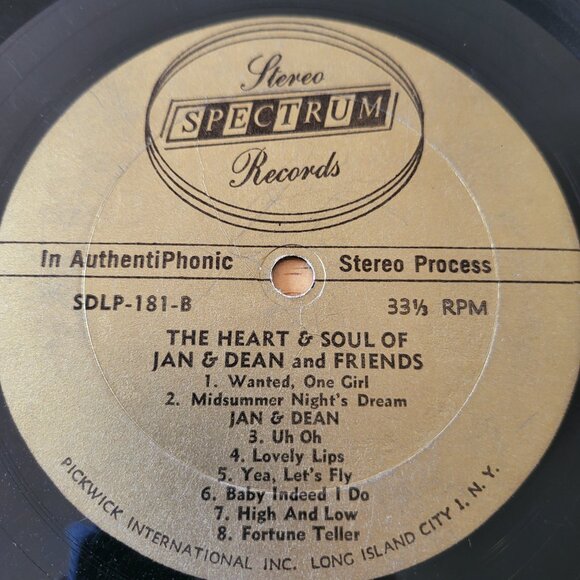 Stereo
SPECTRUM
Records
In AuthentiPhonic Stereo Process
SDLP-181-B 33⅓ RPM
THE HEART & SOUL OF
JAN & DEAN and FRIENDS
1. Wanted, One Girl
2. Midsummer Night's Dream
JAN & DEAN
3. Uh Oh
4. Lovely Lips
5. Yea, Let's Fly
6. Baby Indeed I Do
7. High And Low
8. Fortune Teller
PICKWICK INTERNATIONAL INC. LONG ISLAND CITY 1, N. Y.